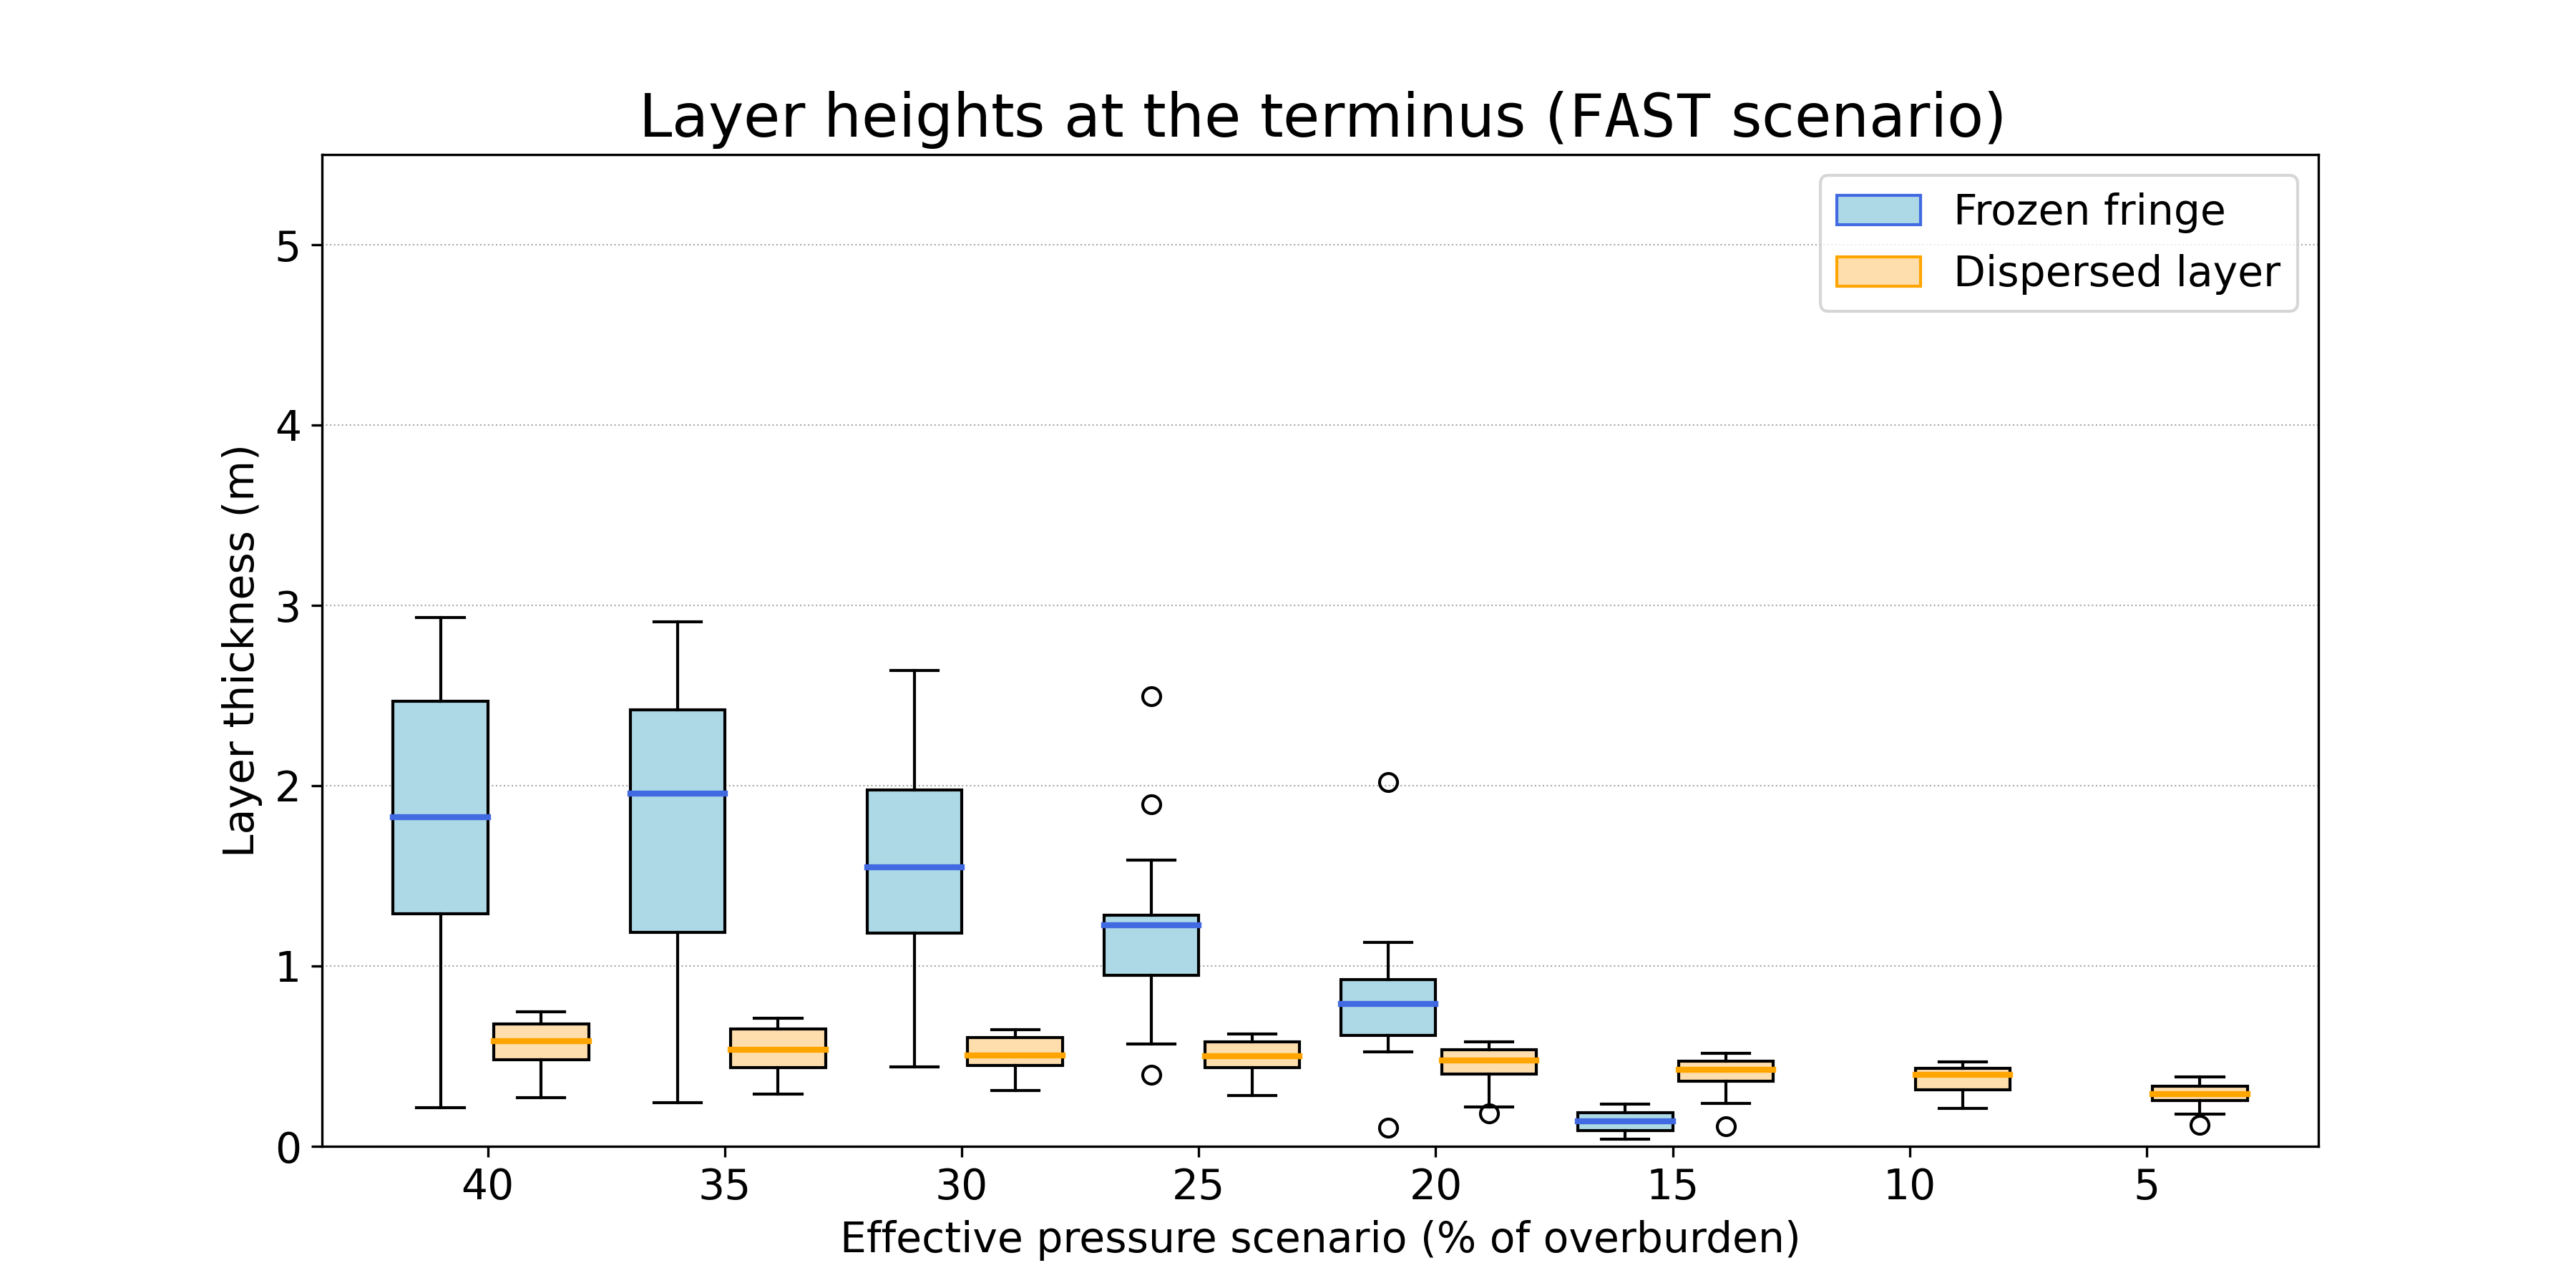 Layer heights at the terminus (FAST scenario)
Frozen fringe
Dispersed layer
Layer thickness (m)
5
4
3
2
1
0
40 35 30 25 20 15 10 5
Effective pressure scenario (% of overburden)